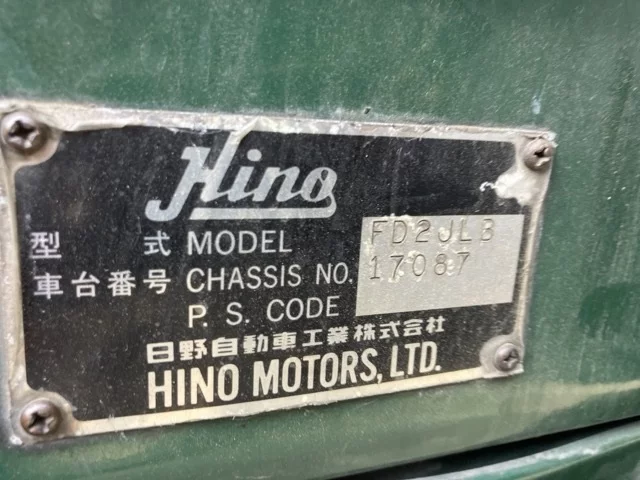 Hino
型 式 MODEL FD2JLB
車台番号 CHASSIS NO. 17087
P. S. CODE
日野自動車工業株式会社
HINO MOTORS, LTD.